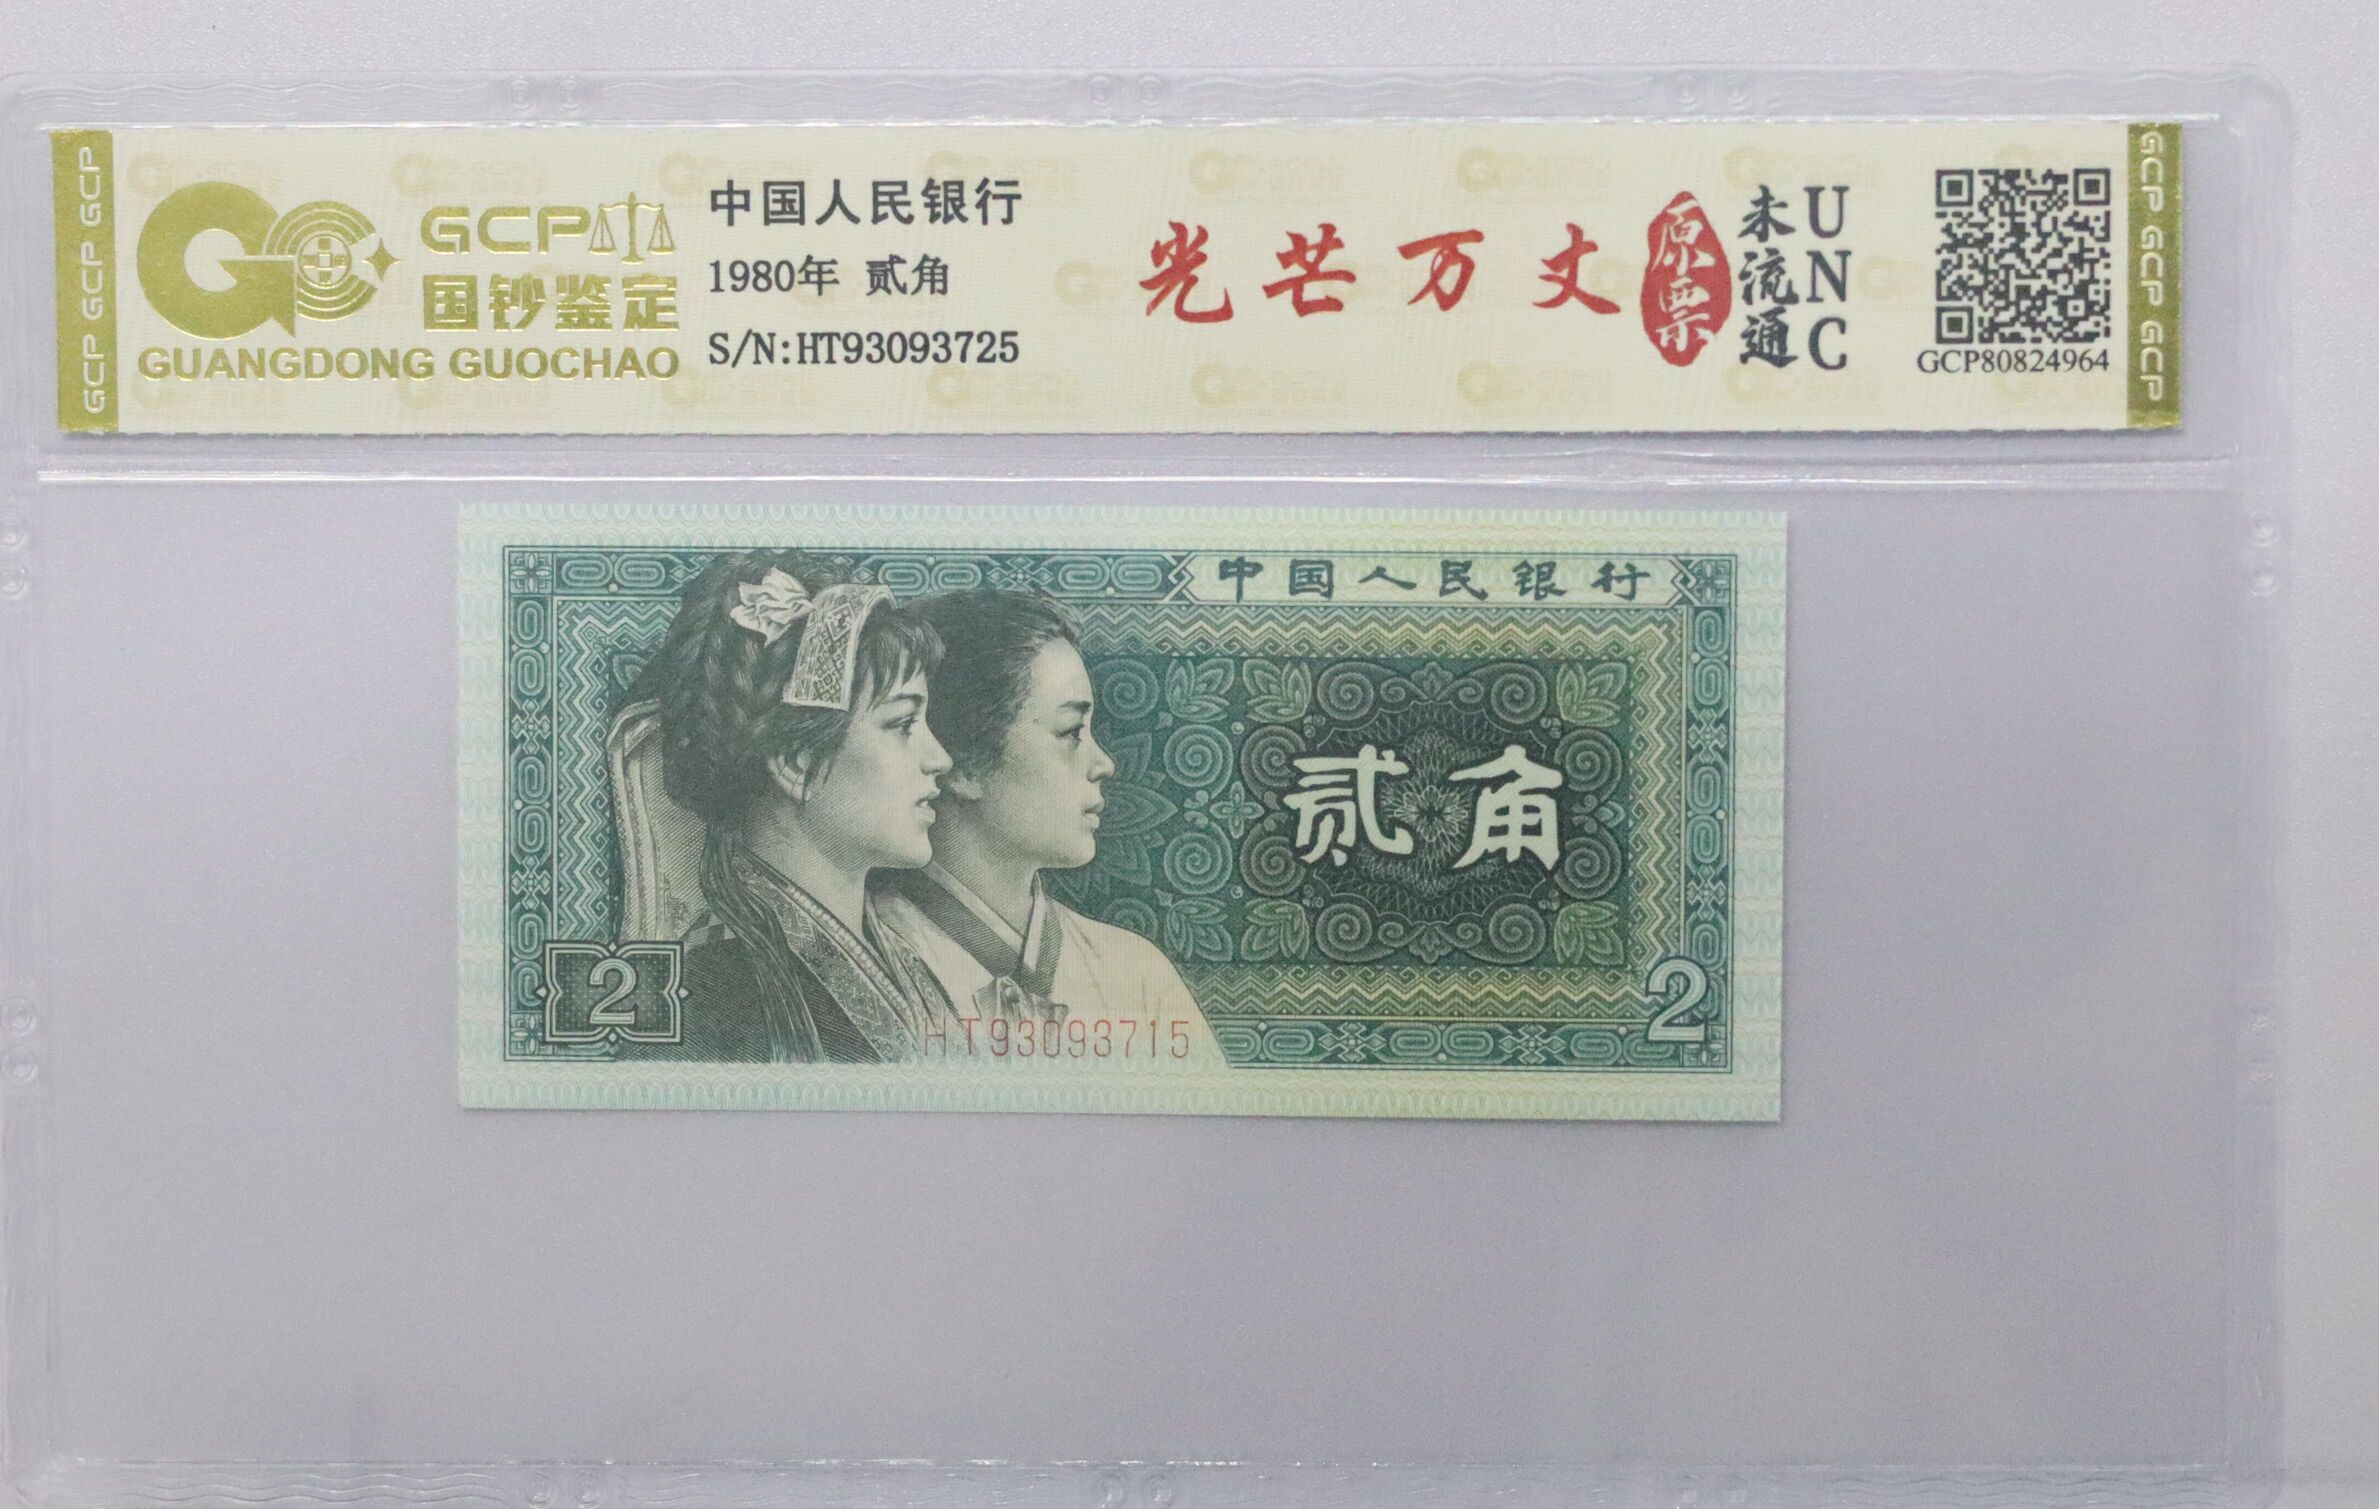 GCP GCP GCP
GCP
国钞鉴定
GUANGDONG GUOCHAO
中国人民银行
1980年 贰角
S/N:HT93093725
光芒万丈
原票
未流通
UNC
GCP80824964
GCP GCP GCP
中国人民银行
贰角
2
HT93093715
2